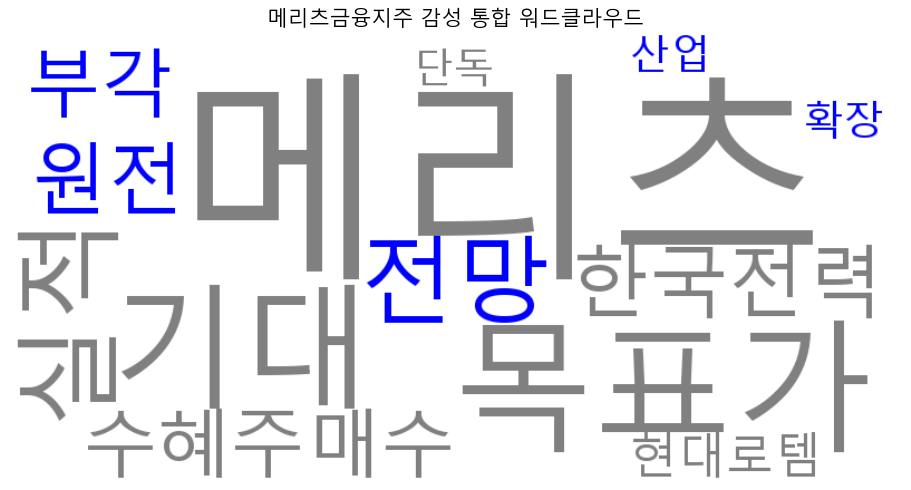 메리츠금융지주 감성 통합 워드클라우드
부각
단독
산업
메리츠
확장
원전
실적
전망
한국전력
기대
목표가
수혜주
매수
현대로템